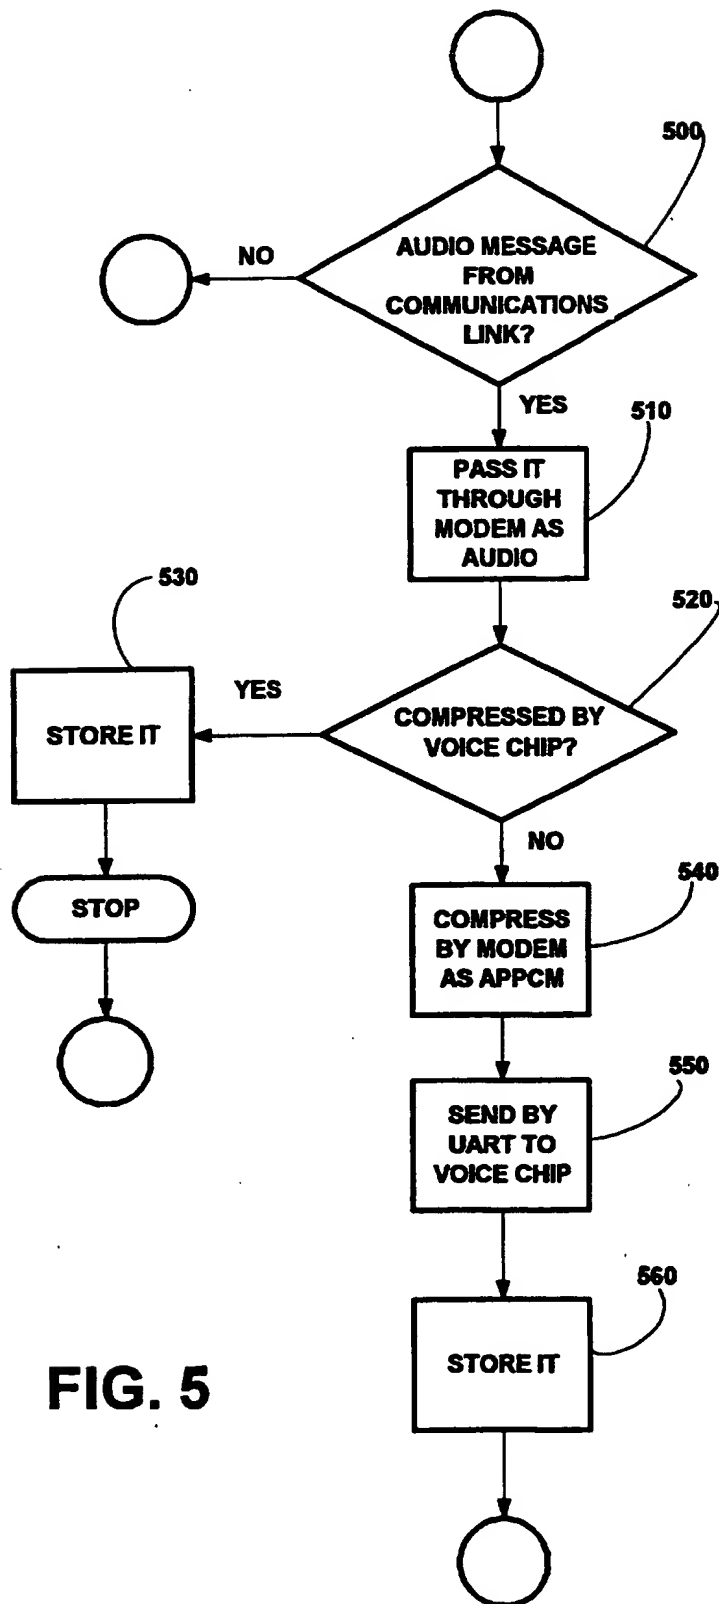 500
AUDIO MESSAGE
FROM
COMMUNICATIONS
LINK?
NO
YES
510
PASS IT
THROUGH
MODEM AS
AUDIO
520
COMPRESSED BY
VOICE CHIP?
YES
530
STORE IT
STOP
NO
540
COMPRESS
BY MODEM
AS APPCM
550
SEND BY
UART TO
VOICE CHIP
560
STORE IT
FIG. 5